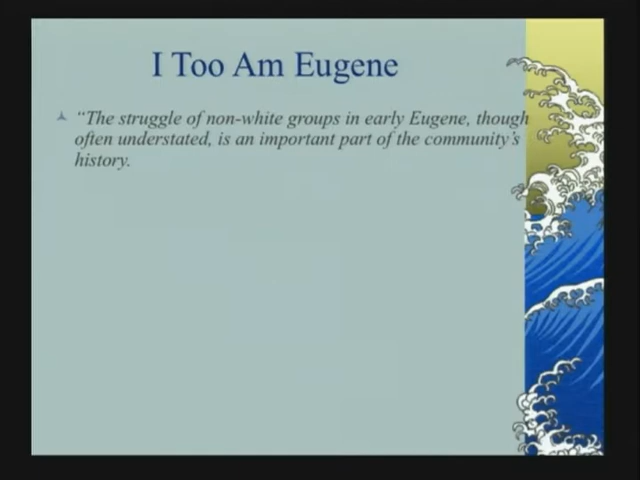 I Too Am Eugene
“The struggle of non-white groups in early Eugene, though
often understated, is an important part of the community’s
history.